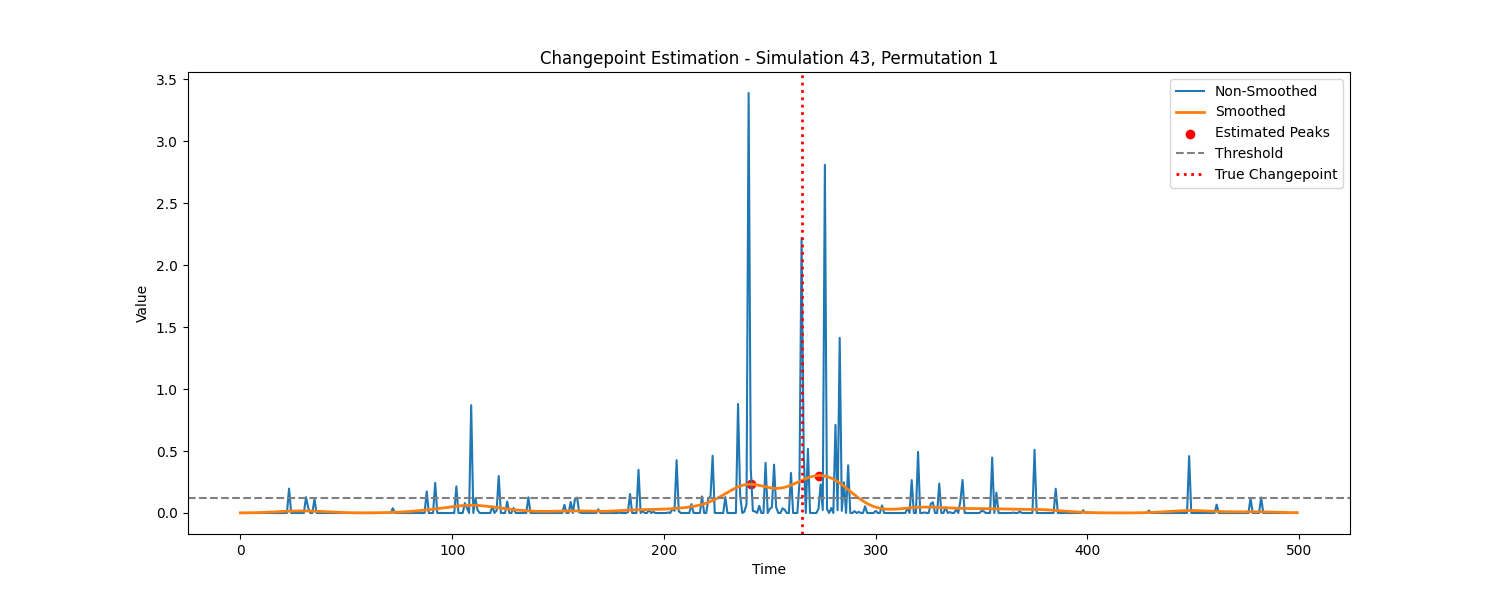 Changepoint Estimation - Simulation 43, Permutation 1
3.5
3.0
2.5
2.0
1.5
1.0
0.5
0.0
Value
0
100
200
300
400
500
Time
Non-Smoothed
Smoothed
Estimated Peaks
Threshold
True Changepoint